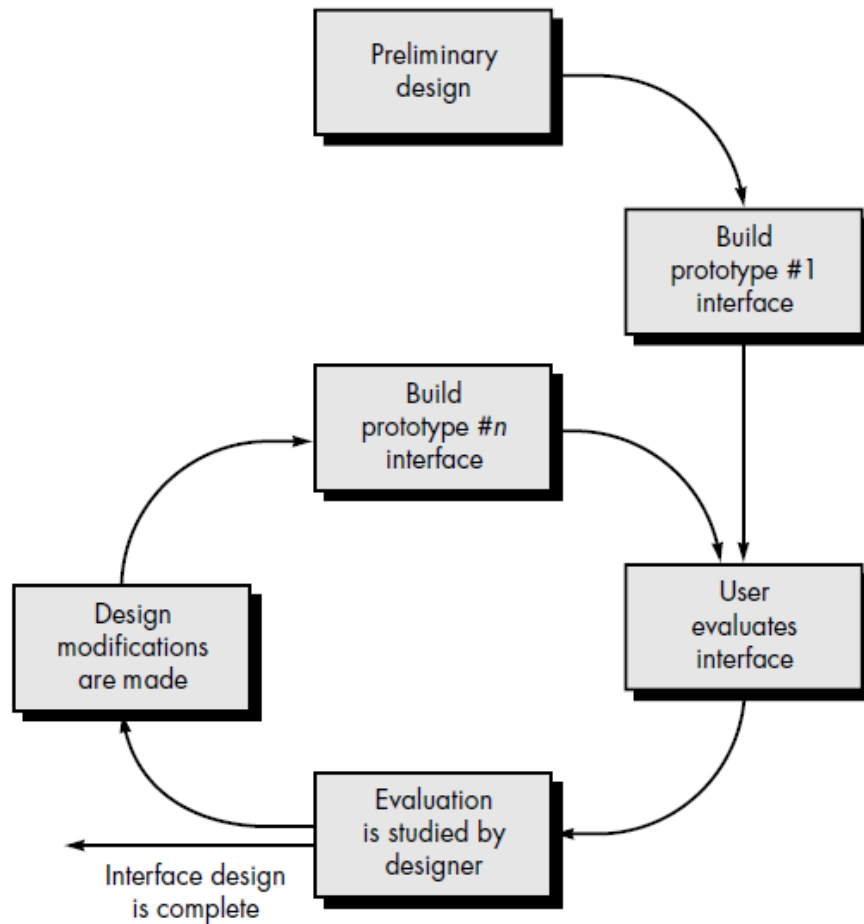 Preliminary
design
Build
prototype #1
interface
Build
prototype #n
interface
User
evaluates
interface
Design
modifications
are made
Evaluation
is studied by
designer
Interface design
is complete